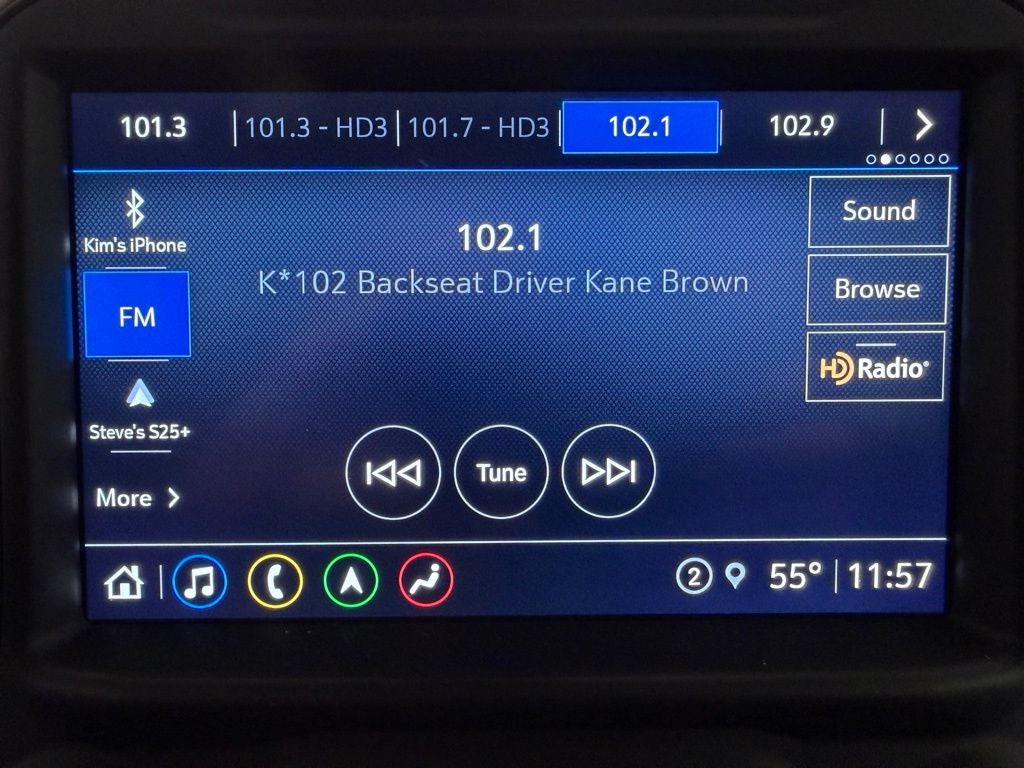 101.3 | 101.3 - HD3 | 101.7 - HD3 | 102.1 | 102.9 | >
Kim's iPhone
FM
Steve's S25+
More >
102.1
K*102 Backseat Driver Kane Brown
Tune
Sound
Browse
HD Radio®
2 55° | 11:57